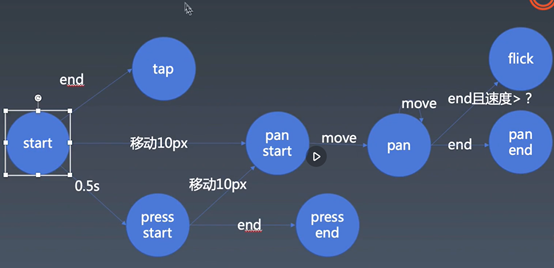 flick
end
tap
end且速度>？
move
start
移动10px
pan
start
move
pan
end
pan
end
0.5s
移动10px
press
start
end
press
end